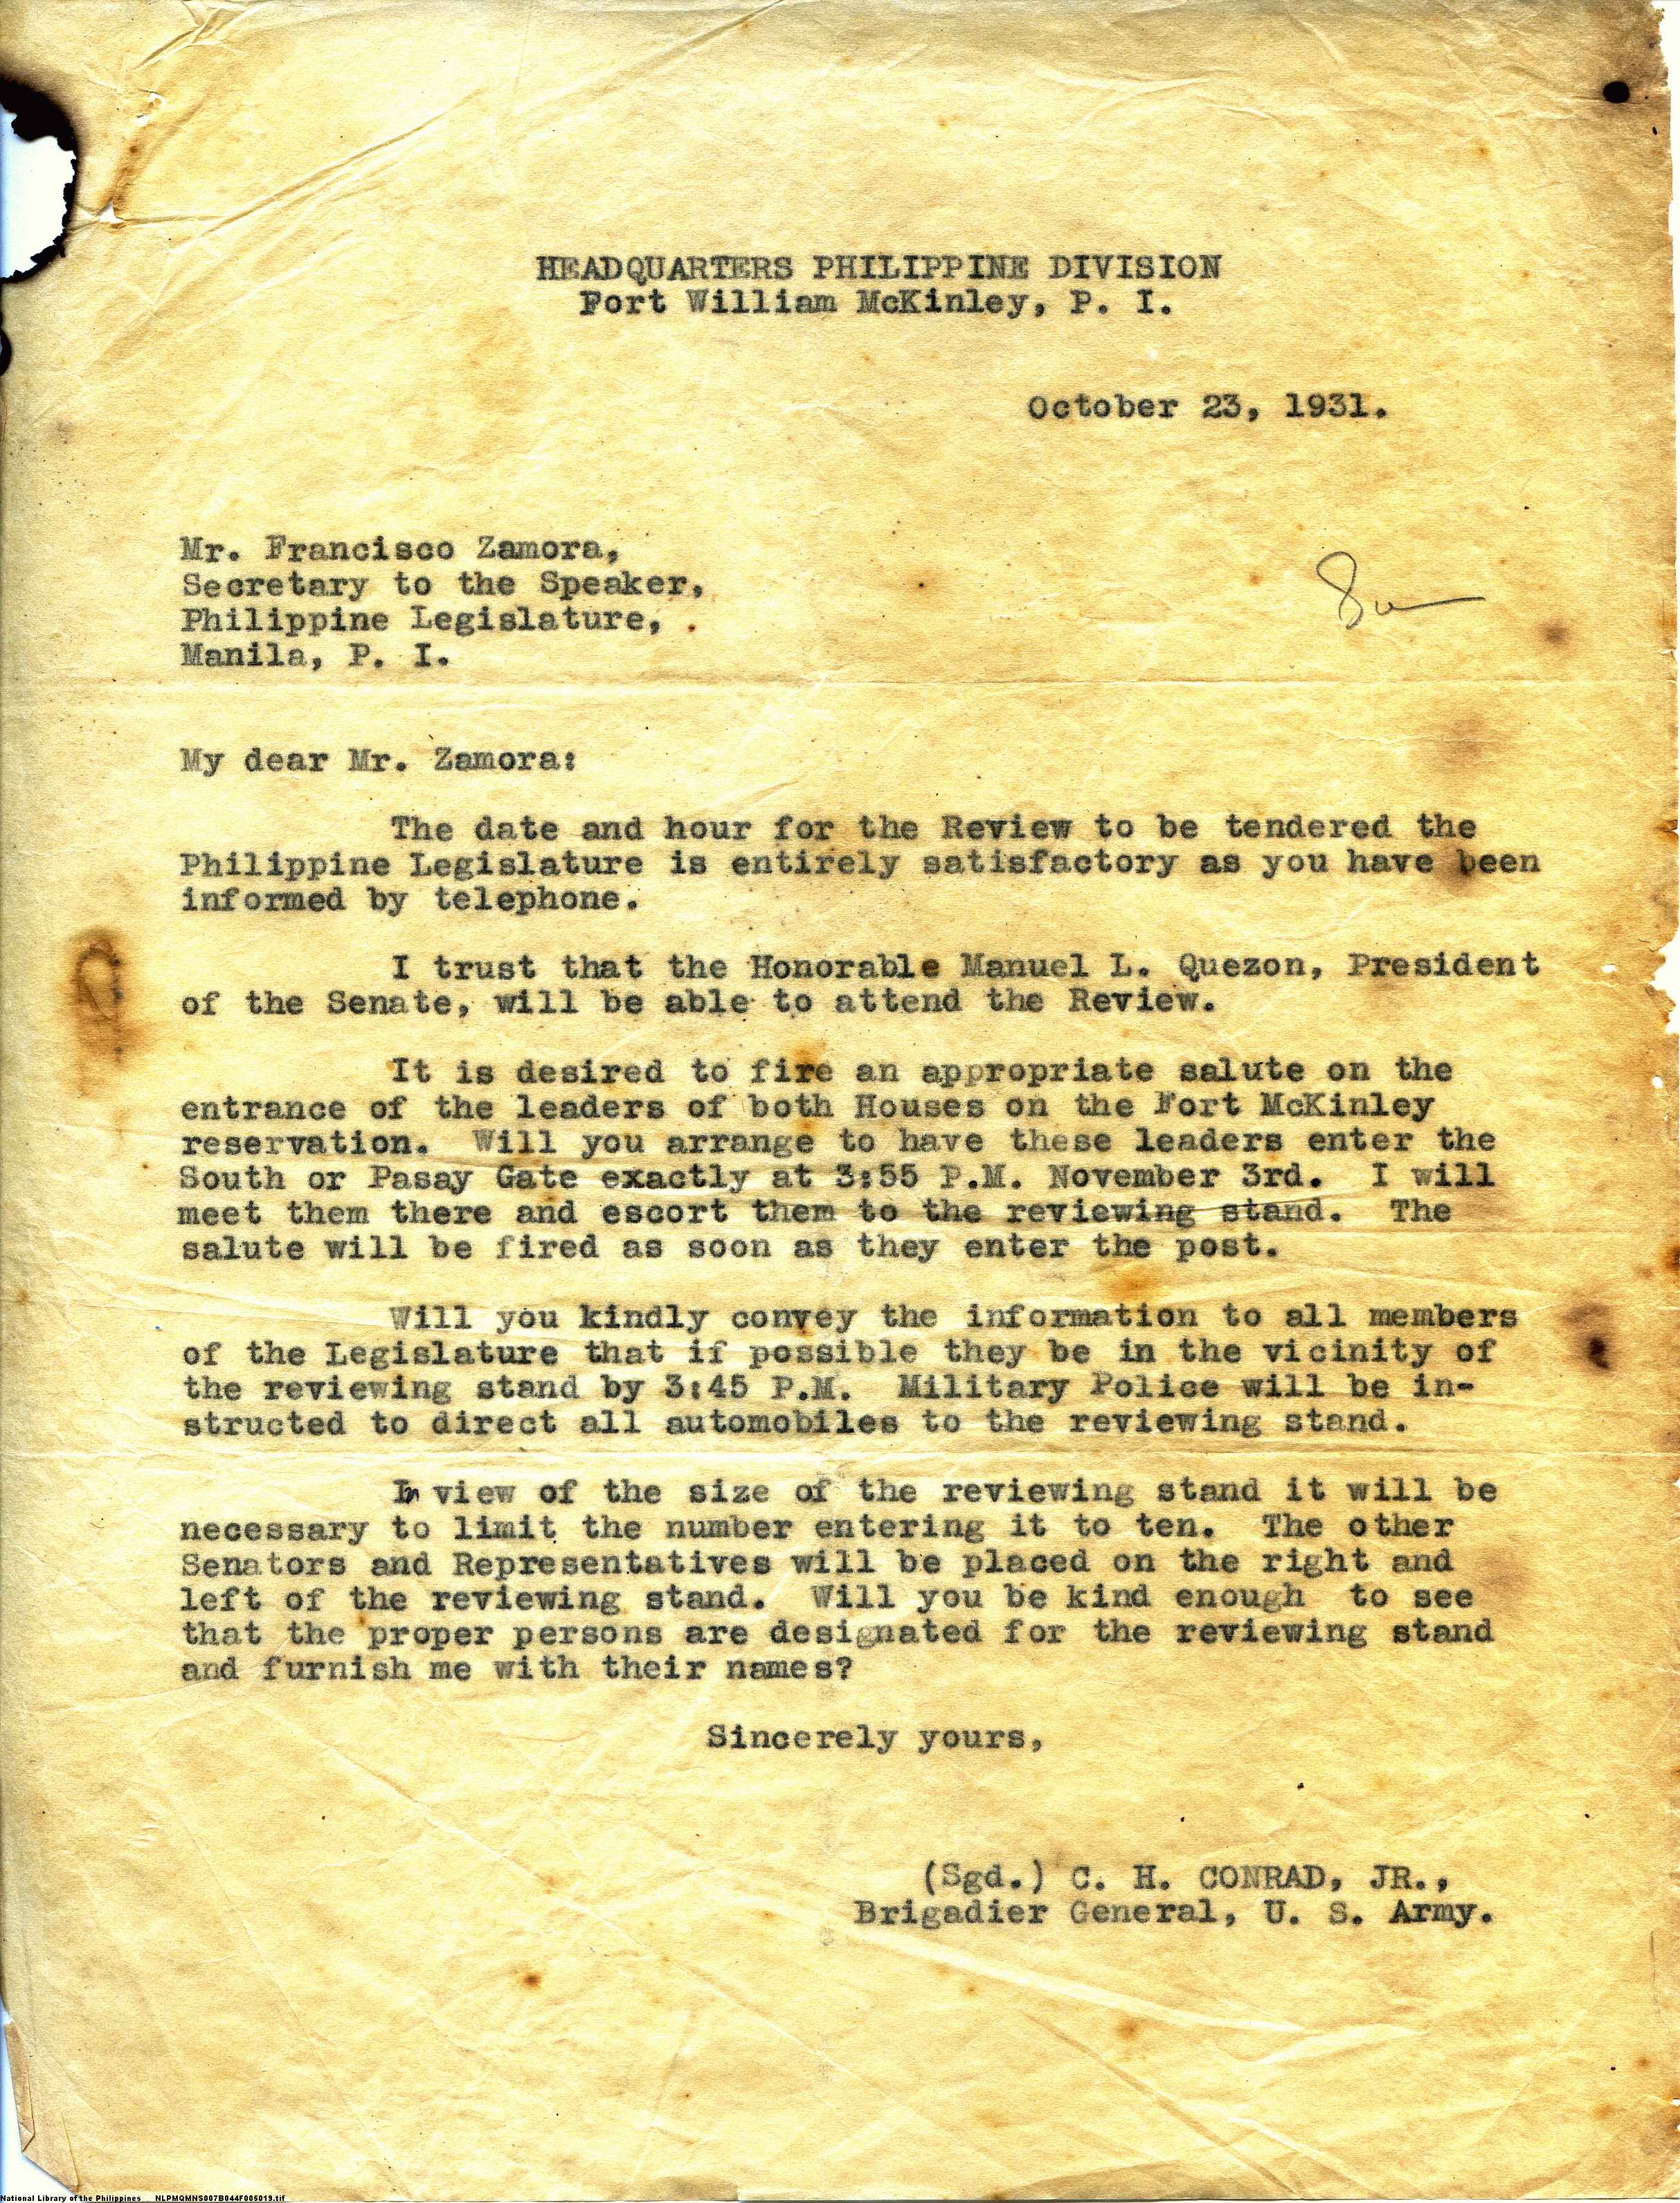 HEADQUARTERS PHILIPPINE DIVISION
Fort William McKinley, P. I.
October 23, 1931.
Mr. Francisco Zamora,
Secretary to the Speaker,
Philippine Legislature,
Manila, P. I.
My dear Mr. Zamora:
The date and hour for the Review to be tendered the
Philippine Legislature is entirely satisfactory as you have been
informed by telephone.
I trust that the Honorable Manuel L. Quezon, President
of the Senate, will be able to attend the Review.
It is desired to fire an appropriate salute on the
entrance of the leaders of both Houses on the Fort McKinley
reservation. Will you arrange to have these leaders enter the
South or Pasay Gate exactly at 3:55 P.M. November 3rd. I will
meet them there and escort them to the reviewing stand. The
salute will be fired as soon as they enter the post.
Will you kindly convey the information to all members
of the Legislature that if possible they be in the vicinity of
the reviewing stand by 3:45 P.M. Military Police will be in-
structed to direct all automobiles to the reviewing stand.
In view of the size of the reviewing stand it will be
necessary to limit the number entering it to ten. The other
Senators and Representatives will be placed on the right and
left of the reviewing stand. Will you be kind enough to see
that the proper persons are designated for the reviewing stand
and furnish me with their names?
Sincerely yours,
(Sgd.) C. H. CONRAD, JR.,
Brigadier General, U. S. Army.
National Library of the Philippines NLPMQMNS007B044F005019.tif